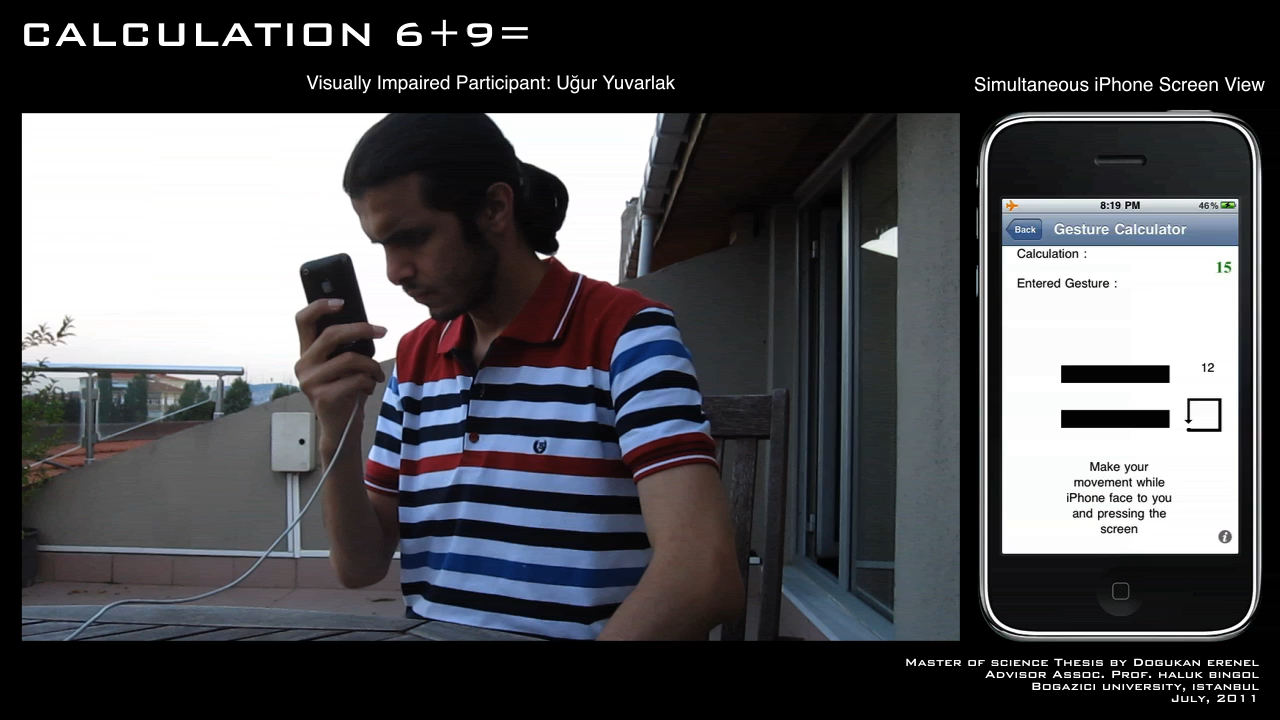 CALCULATION 6+9=
Visually Impaired Participant: Uğur Yuvarlak
Simultaneous iPhone Screen View
8:19 PM
46%
Back
Gesture Calculator
Calculation :
15
Entered Gesture :
12
Make your
movement while
iPhone face to you
and pressing the
screen
i
MASTER OF SCIENCE THESIS BY DOGUKAN ERENEL
ADVISOR ASSOC. PROF. HALUK BINGOL
BOGAZICI UNIVERSITY, ISTANBUL
JULY, 2011